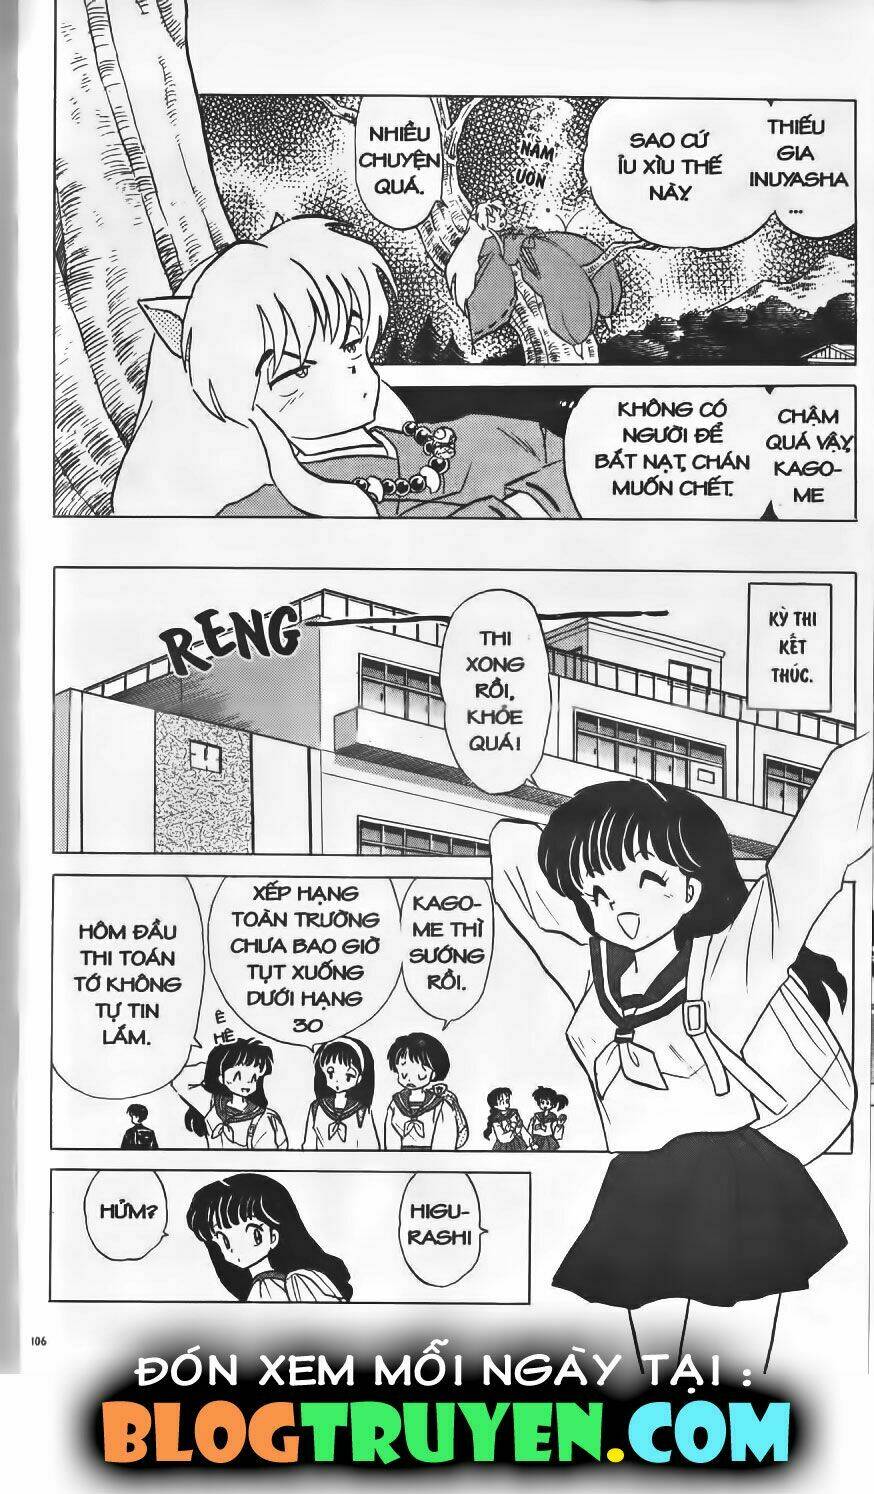 THIẾU
GIA
INUYASHA
...
SAO CỨ
ỈU XÌU THẾ
NÀY.
NẰM
ƯỠN
NHIỀU
CHUYỆN
QUÁ.
CHẬM
QUÁ VẬY,
KAGO-
ME
KHÔNG CÓ
NGƯỜI ĐỂ
BẮT NẠT, CHÁN
MUỐN CHẾT.
KỲ THI
KẾT
THÚC.
RENG
THI
XONG
RỒI,
KHỎE
QUÁ!
KAGO-
ME THÌ
SƯỚNG
RỒI.
XẾP HẠNG
TOÀN TRƯỜNG
CHƯA BAO GIỜ
TỤT XUỐNG
DƯỚI HẠNG
30
HÔM ĐẦU
THI TOÁN
TỚ KHÔNG
TỰ TIN
LẮM.
Ê
HÊ
HIGU-
RASHI
HỬM?
106
ĐÓN XEM MỖI NGÀY TẠI :
BLOGTRUYEN.COM